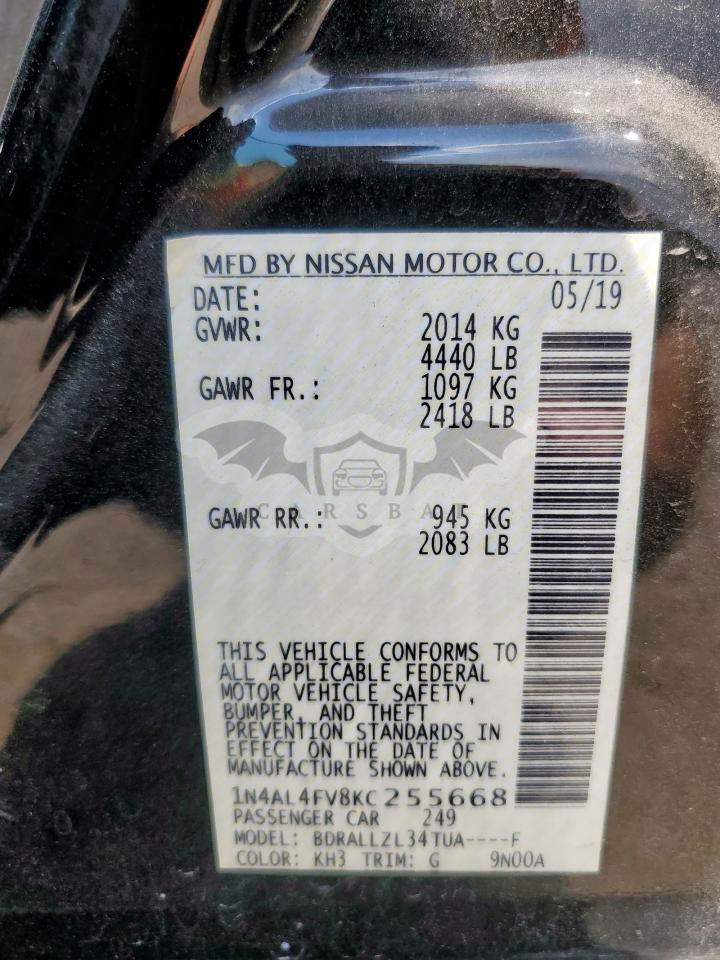 MFD BY NISSAN MOTOR CO., LTD.
DATE: 05/19
GVWR: 2014 KG
4440 LB
GAWR FR.: 1097 KG
2418 LB
CARSBAT
GAWR RR.: 945 KG
2083 LB
THIS VEHICLE CONFORMS TO
ALL APPLICABLE FEDERAL
MOTOR VEHICLE SAFETY,
BUMPER, AND THEFT
PREVENTION STANDARDS IN
EFFECT ON THE DATE OF
MANUFACTURE SHOWN ABOVE.
1N4AL4FV8KC255668
PASSENGER CAR 249
MODEL: BDRALLZL34TUA----F
COLOR: KH3 TRIM: G 9N00A